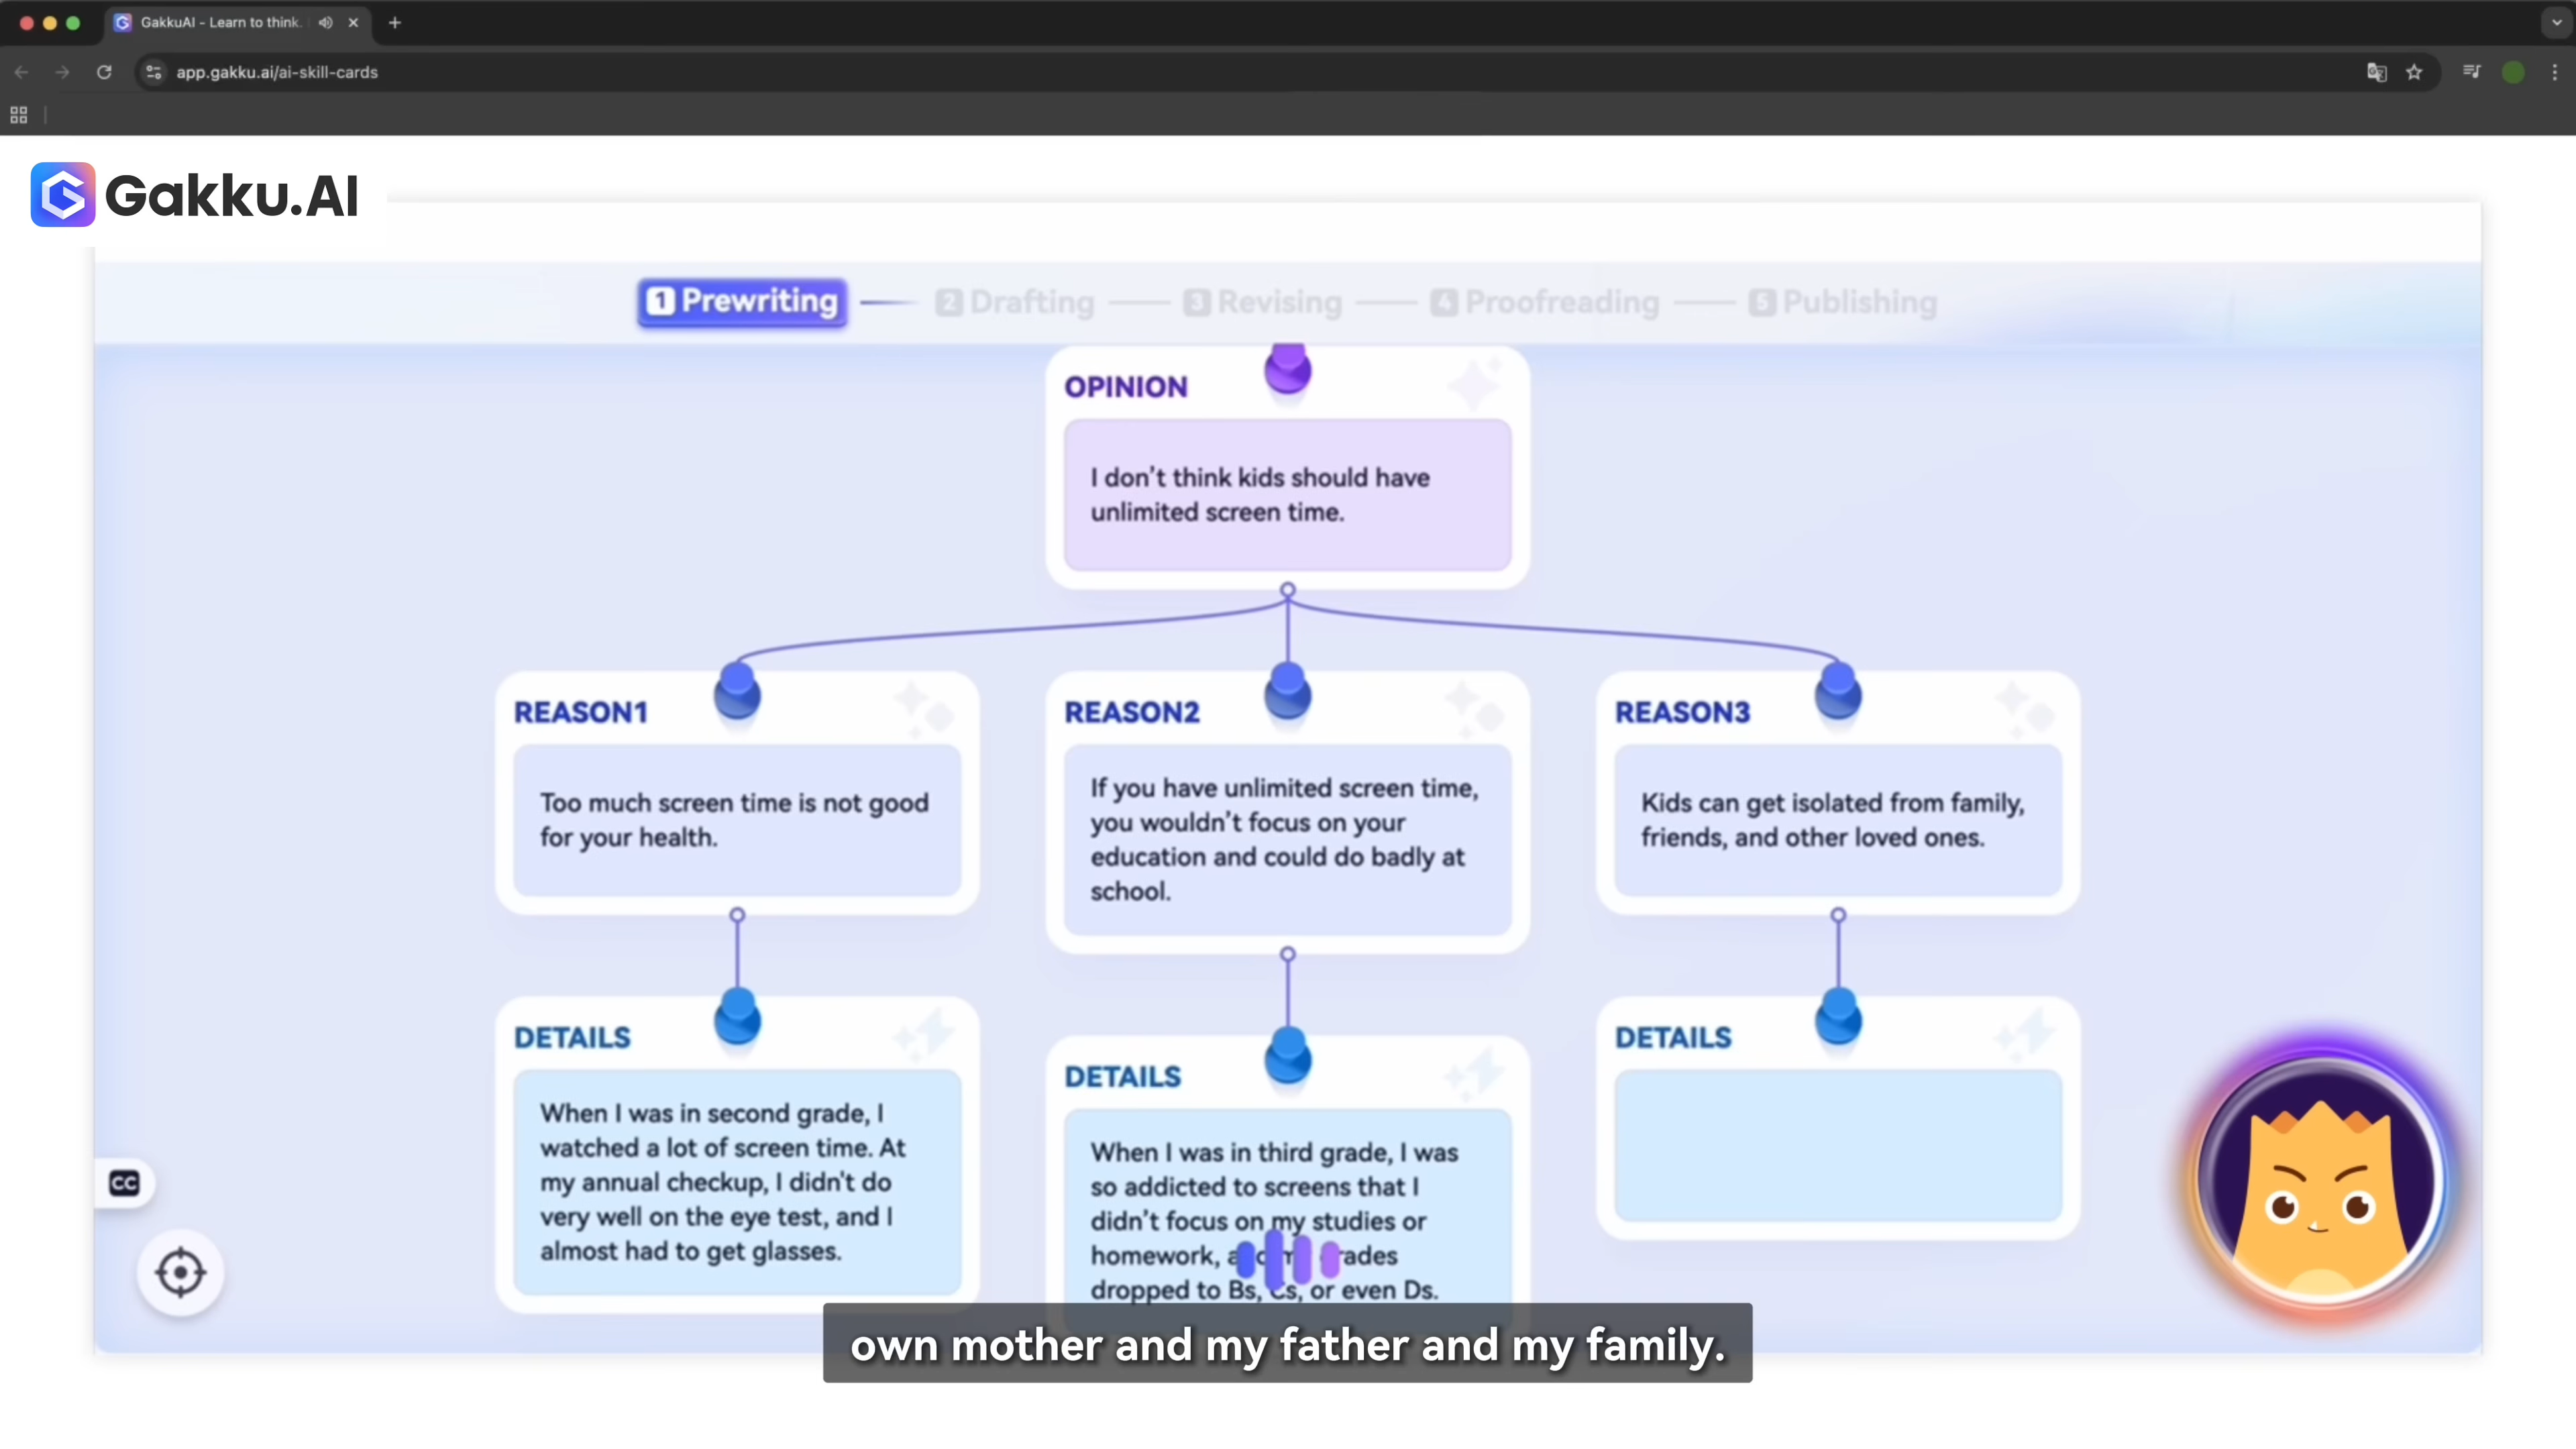 GakkuAI - Learn to think.
app.gakku.ai/ai-skill-cards
Gakku.AI
1 Prewriting
2 Drafting
3 Revising
4 Proofreading
5 Publishing
OPINION
I don't think kids should have
unlimited screen time.
REASON1
Too much screen time is not good
for your health.
REASON2
If you have unlimited screen time,
you wouldn't focus on your
education and could do badly at
school.
REASON3
Kids can get isolated from family,
friends, and other loved ones.
DETAILS
When I was in second grade, I
watched a lot of screen time. At
my annual checkup, I didn't do
very well on the eye test, and I
almost had to get glasses.
DETAILS
When I was in third grade, I was
so addicted to screens that I
didn't focus on my studies or
homework, and my grades
dropped to Bs, Cs, or even Ds.
DETAILS
CC
own mother and my father and my family.